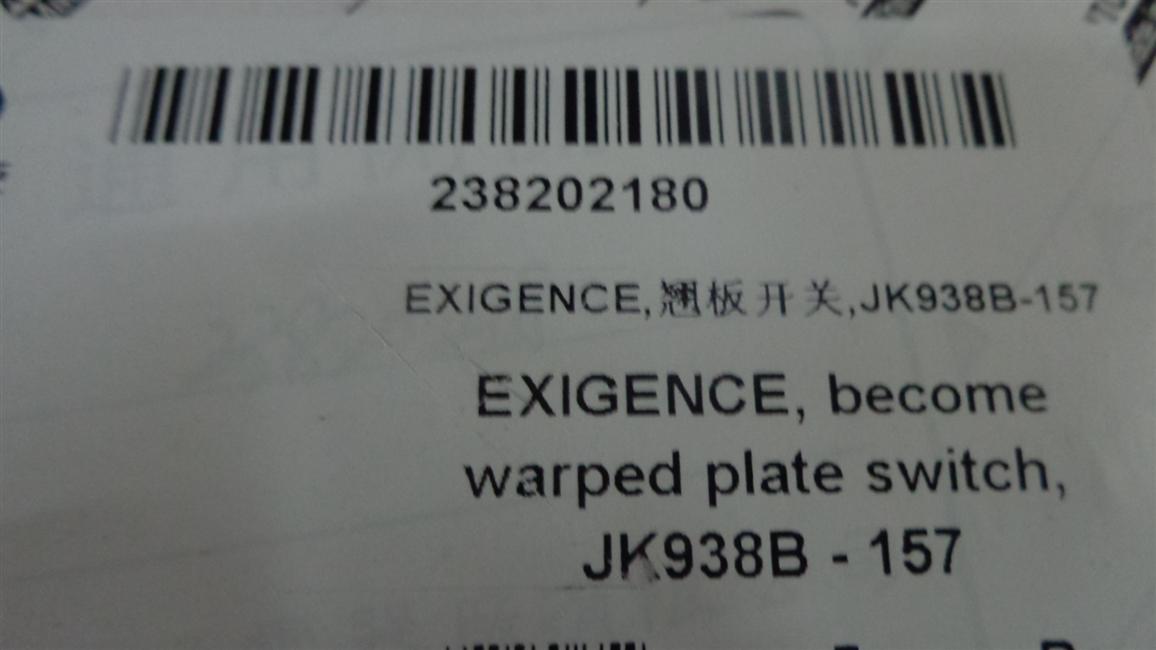 238202180
EXIGENCE,翘板开关,JK938B-157
EXIGENCE, become
warped plate switch,
JK938B - 157